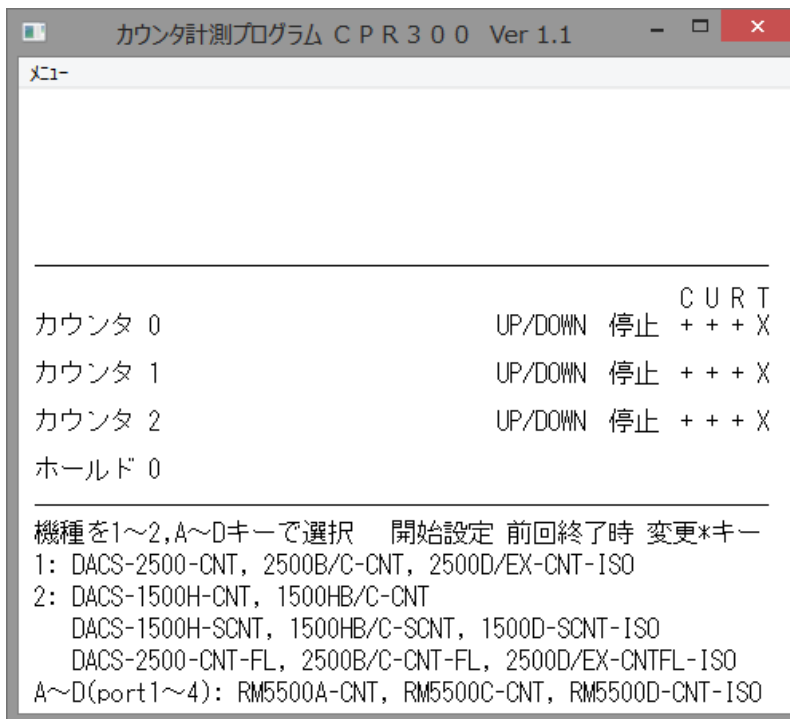 カウンタ計測プログラム ＣＰＲ３００ Ver 1.1
ﾒﾆｭｰ
C U R T
カウンタ 0 UP/DOWN 停止 + + + X
カウンタ 1 UP/DOWN 停止 + + + X
カウンタ 2 UP/DOWN 停止 + + + X
ホールド 0
機種を1～2,A～Dキーで選択 開始設定 前回終了時 変更*キー
1: DACS-2500-CNT, 2500B/C-CNT, 2500D/EX-CNT-ISO
2: DACS-1500H-CNT, 1500HB/C-CNT
DACS-1500H-SCNT, 1500HB/C-SCNT, 1500D-SCNT-ISO
DACS-2500-CNT-FL, 2500B/C-CNT-FL, 2500D/EX-CNTFL-ISO
A～D(port1～4): RM5500A-CNT, RM5500C-CNT, RM5500D-CNT-ISO